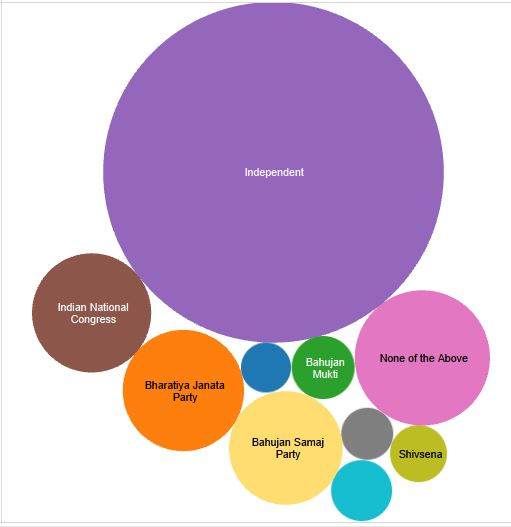 Independent
Indian National
Congress
Bahujan
Mukti
None of the Above
Bharatiya Janata
Party
Bahujan Samaj
Party
Shivsena